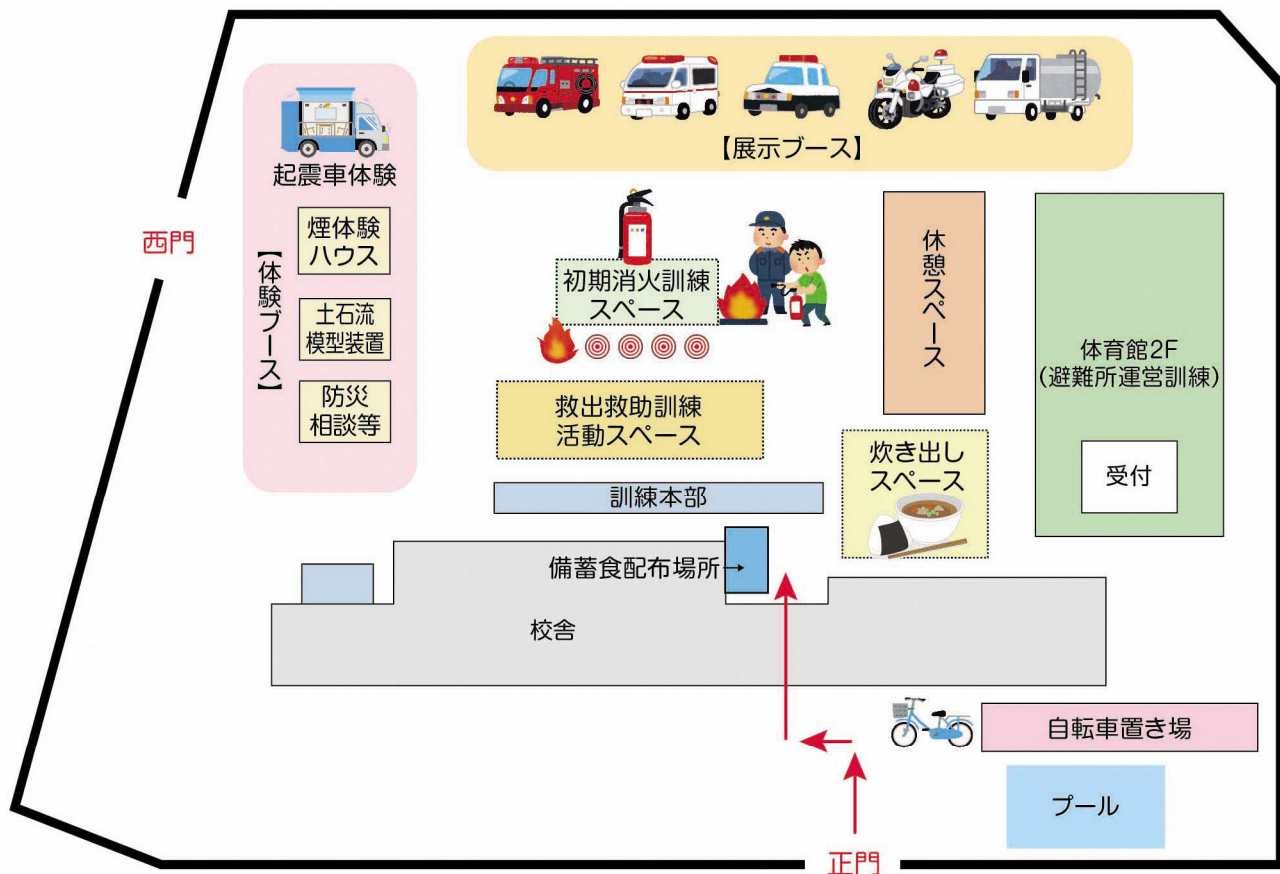 【展示ブース】
起震車体験
煙体験
ハウス
土石流
模型装置
防災
相談等
【体験ブース】
西門
初期消火訓練
スペース
救出救助訓練
活動スペース
訓練本部
休憩スペース
炊き出し
スペース
体育館2F
(避難所運営訓練)
受付
備蓄食配布場所→
校舎
自転車置き場
プール
正門